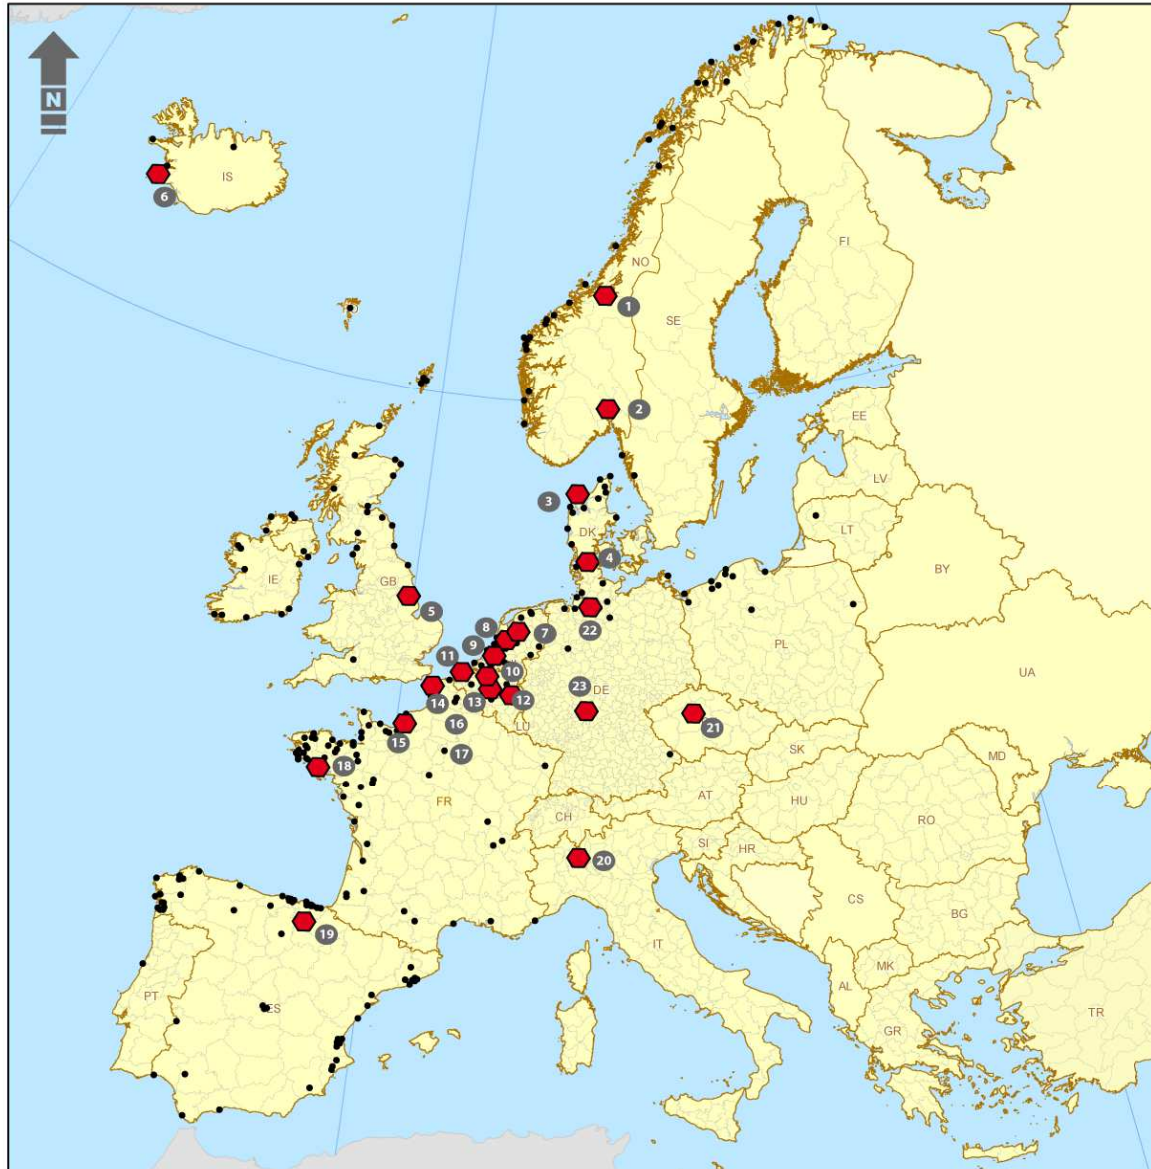 N
IS
6
FI
NO
1
SE
2
EE
LV
3
LT
DK
4
IE
GB
BY
5
8
7
22
PL
9
11
10
UA
23
DE
14
13
12
16
LU
21
15
17
SK
MD
18
AT
HU
FR
CH
RO
SI
HR
20
CS
BG
19
IT
MK
AL
PT
ES
TR
GR